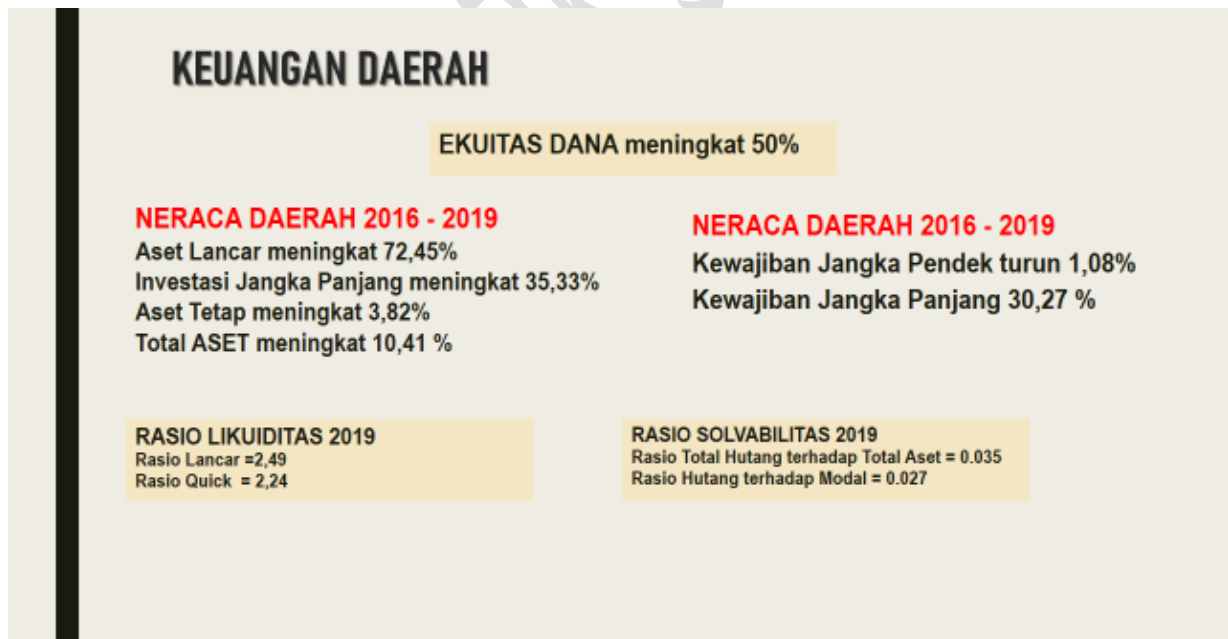 KEUANGAN DAERAH
EKUITAS DANA meningkat 50%
NERACA DAERAH 2016 - 2019
Aset Lancar meningkat 72,45%
Investasi Jangka Panjang meningkat 35,33%
Aset Tetap meningkat 3,82%
Total ASET meningkat 10,41 %
NERACA DAERAH 2016 - 2019
Kewajiban Jangka Pendek turun 1,08%
Kewajiban Jangka Panjang 30,27 %
RASIO LIKUIDITAS 2019
Rasio Lancar =2,49
Rasio Quick = 2,24
RASIO SOLVABILITAS 2019
Rasio Total Hutang terhadap Total Aset = 0.035
Rasio Hutang terhadap Modal = 0.027